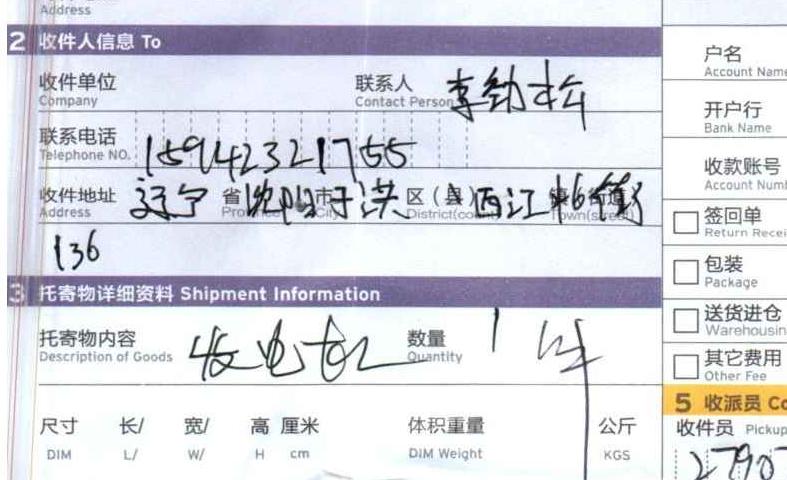 Address
2 收件人信息 To
收件单位 联系人 李劲松
Company Contact Person
联系电话 15942321755
Telephone NO.
收件地址 辽宁 省 沈阳 市 于洪 区（县） 西江 北街
Address Province City District(county) Town(street)
136
3 托寄物详细资料 Shipment Information
托寄物内容 发电机 数量 1 件
Description of Goods Quantity
尺寸 长/ 宽/ 高 厘米 体积重量 公斤
DIM L/ W/ H cm DIM Weight KGS
户名
Account Name
开户行
Bank Name
收款账号
Account Num
签回单
Return Recei
包装
Package
送货进仓
Warehousin
其它费用
Other Fee
5 收派员 Co
收件员 Pickup
27907